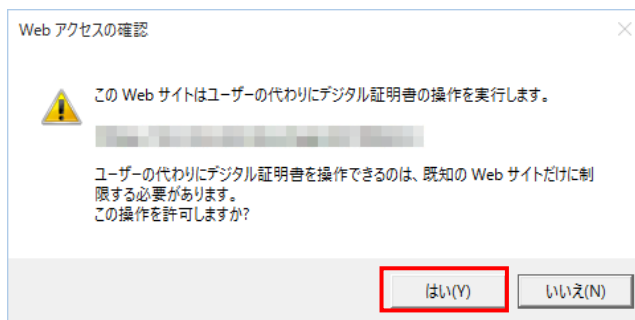 Web アクセスの確認
この Web サイトはユーザーの代わりにデジタル証明書の操作を実行します。
ユーザーの代わりにデジタル証明書を操作できるのは、既知の Web サイトだけに制
限する必要があります。
この操作を許可しますか?
はい(Y)
いいえ(N)